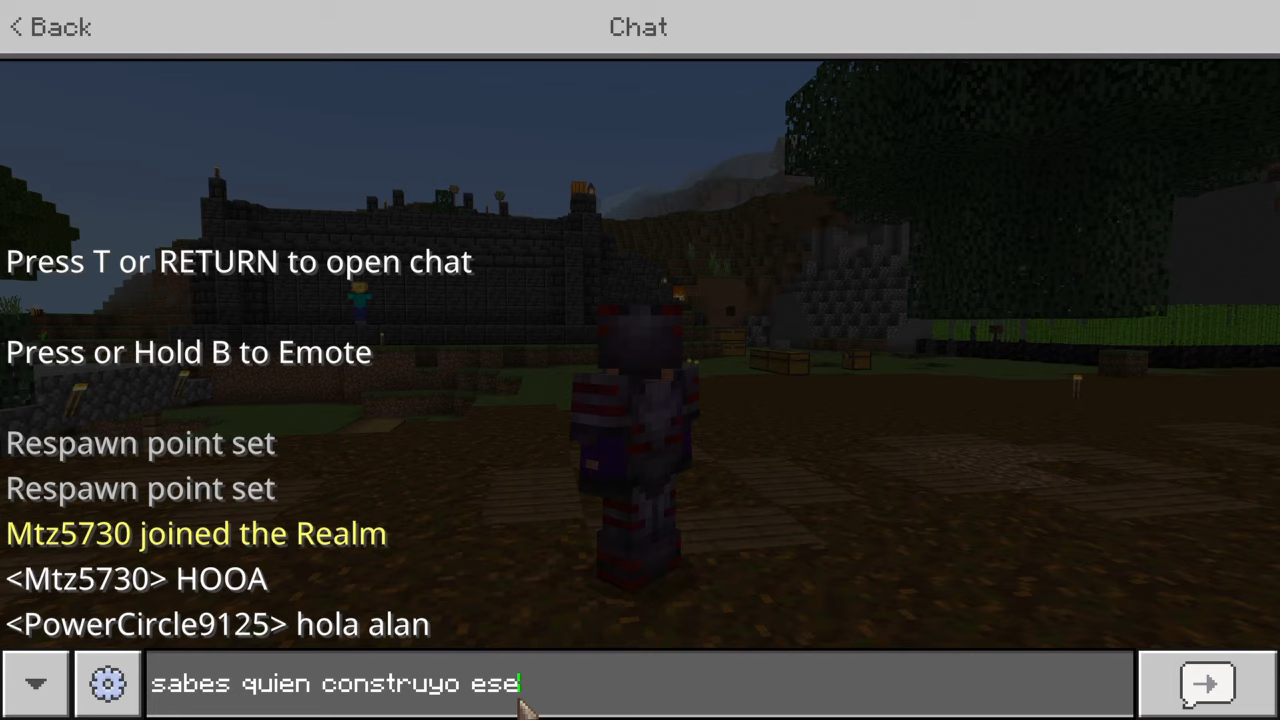 Back
Chat
Press T or RETURN to open chat
Press or Hold B to Emote
Respawn point set
Respawn point set
Mtz5730 joined the Realm
<Mtz5730> HOOA
<PowerCircle9125> hola alan
sabes quien construyo ese